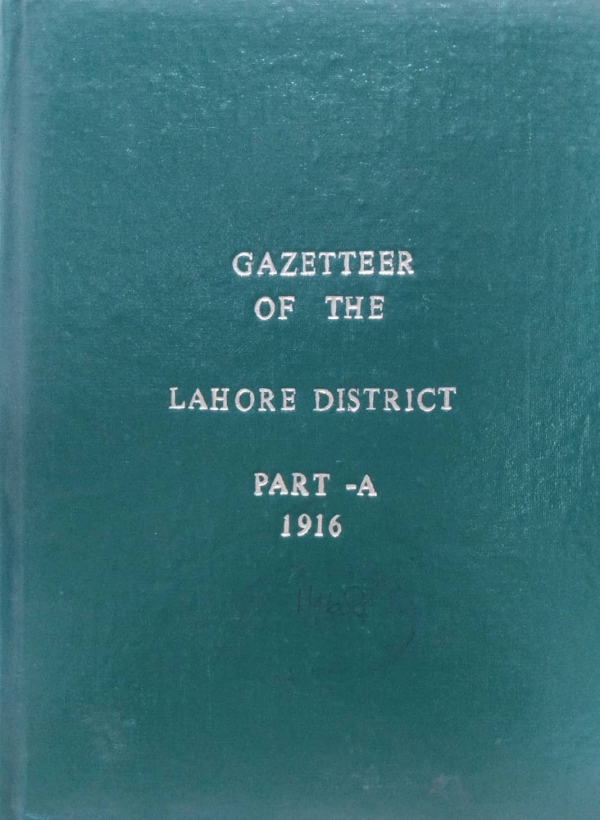 GAZETTEER
OF THE
LAHORE DISTRICT
PART -A
1916